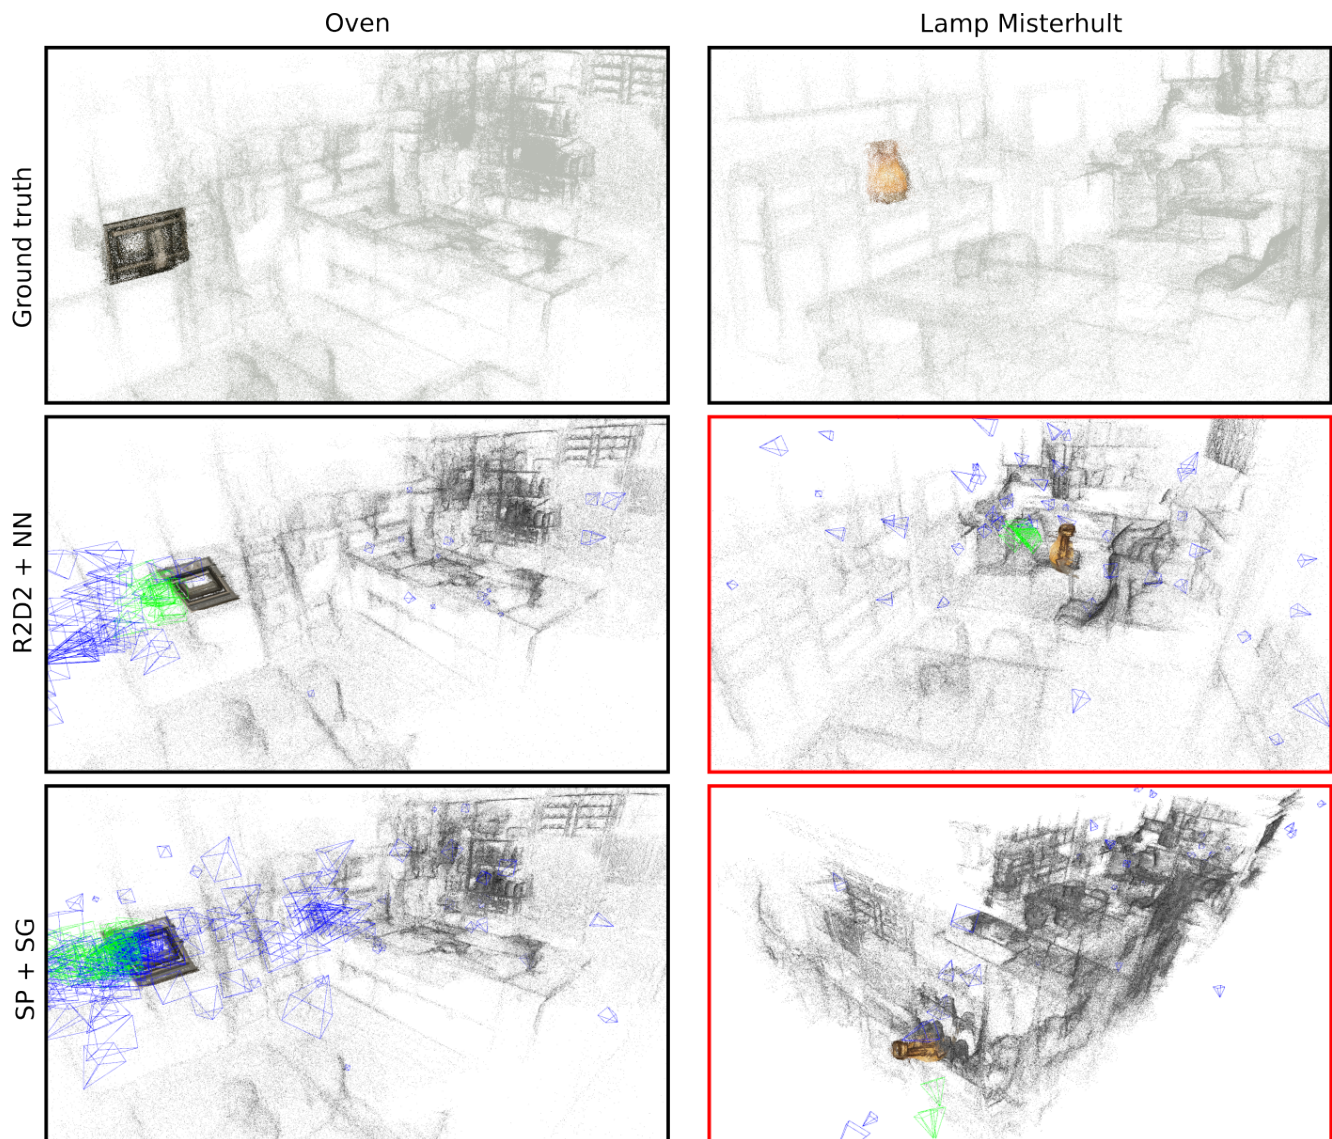 Oven
Lamp Misterhult
Ground truth
R2D2 + NN
SP + SG